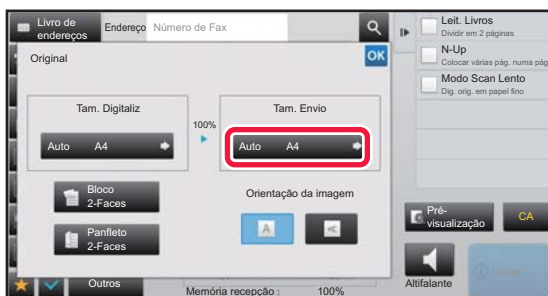 Livro de
endereços
Endereço
Número de Fax
Original
OK
Tam. Digitaliz
Auto A4
100%
Tam. Envio
Auto A4
Bloco
2-Faces
Panfleto
2-Faces
Orientação da imagem
A
A
Outros
Memória recepção : 100%
Leit. Livros
Dividir em 2 páginas
N-Up
Colocar várias pág. numa pág
Modo Scan Lento
Dig. orig. em papel fino
Pré-
visualização
CA
Altifalante